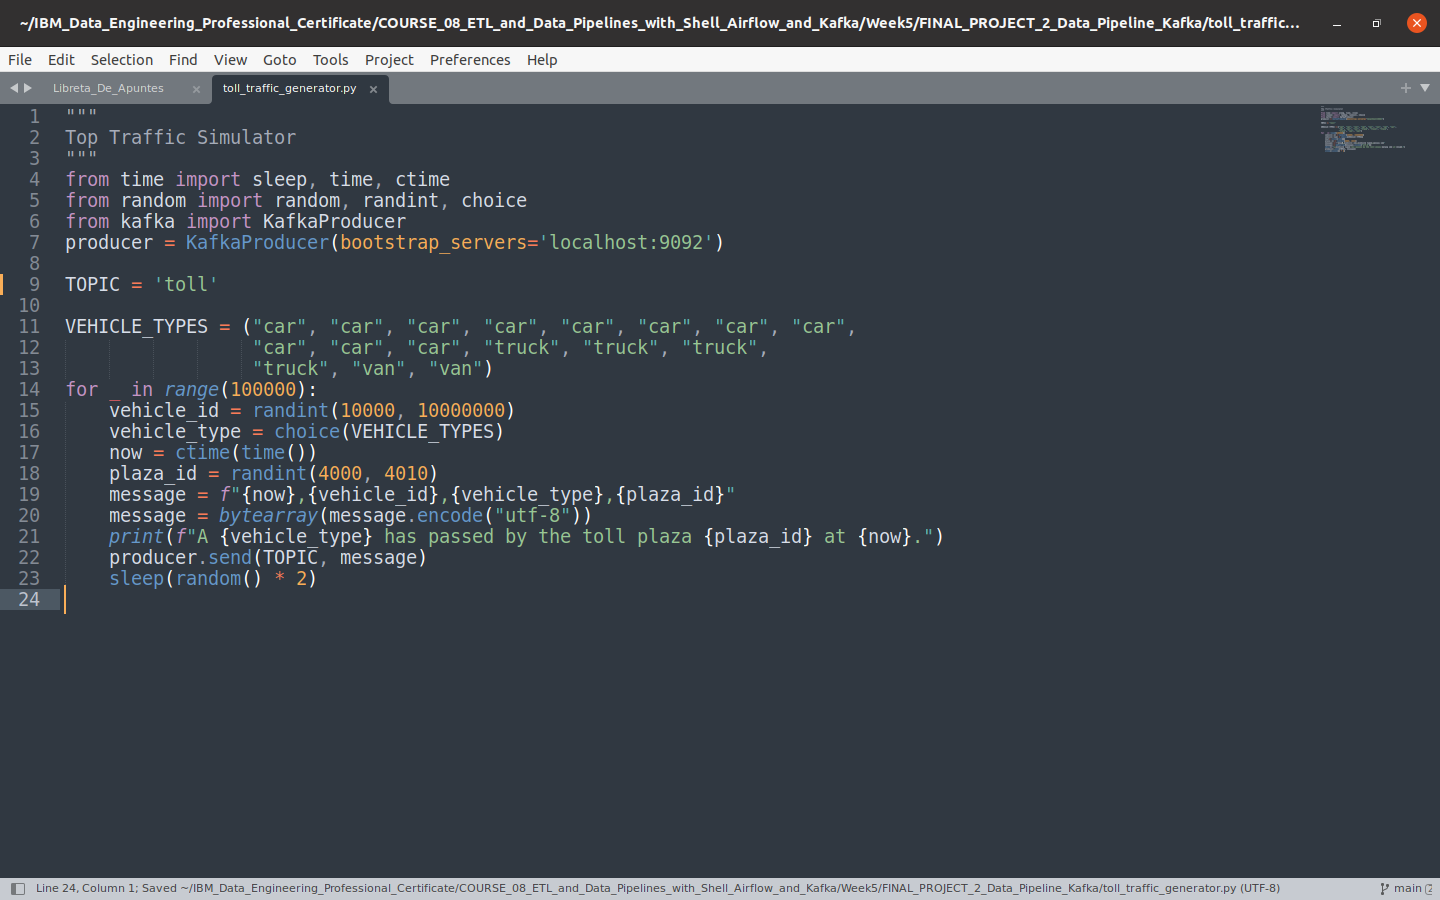 ~/IBM_Data_Engineering_Professional_Certificate/COURSE_08_ETL_and_Data_Pipelines_with_Shell_Airflow_and_Kafka/Week5/FINAL_PROJECT_2_Data_Pipeline_Kafka/toll_traffic...
File Edit Selection Find View Goto Tools Project Preferences Help
Libreta_De_Apuntes × toll_traffic_generator.py ×
1 """
2 Top Traffic Simulator
3 """
4 from time import sleep, time, ctime
5 from random import random, randint, choice
6 from kafka import KafkaProducer
7 producer = KafkaProducer(bootstrap_servers='localhost:9092')
8
9 TOPIC = 'toll'
10
11 VEHICLE_TYPES = ("car", "car", "car", "car", "car", "car", "car", "car",
12                  "car", "car", "car", "truck", "truck", "truck",
13                  "truck", "van", "van")
14 for _ in range(100000):
15     vehicle_id = randint(10000, 10000000)
16     vehicle_type = choice(VEHICLE_TYPES)
17     now = ctime(time())
18     plaza_id = randint(4000, 4010)
19     message = f"{now},{vehicle_id},{vehicle_type},{plaza_id}"
20     message = bytearray(message.encode("utf-8"))
21     print(f"A {vehicle_type} has passed by the toll plaza {plaza_id} at {now}.")
22     producer.send(TOPIC, message)
23     sleep(random() * 2)
24
Line 24, Column 1; Saved ~/IBM_Data_Engineering_Professional_Certificate/COURSE_08_ETL_and_Data_Pipelines_with_Shell_Airflow_and_Kafka/Week5/FINAL_PROJECT_2_Data_Pipeline_Kafka/toll_traffic_generator.py (UTF-8) main